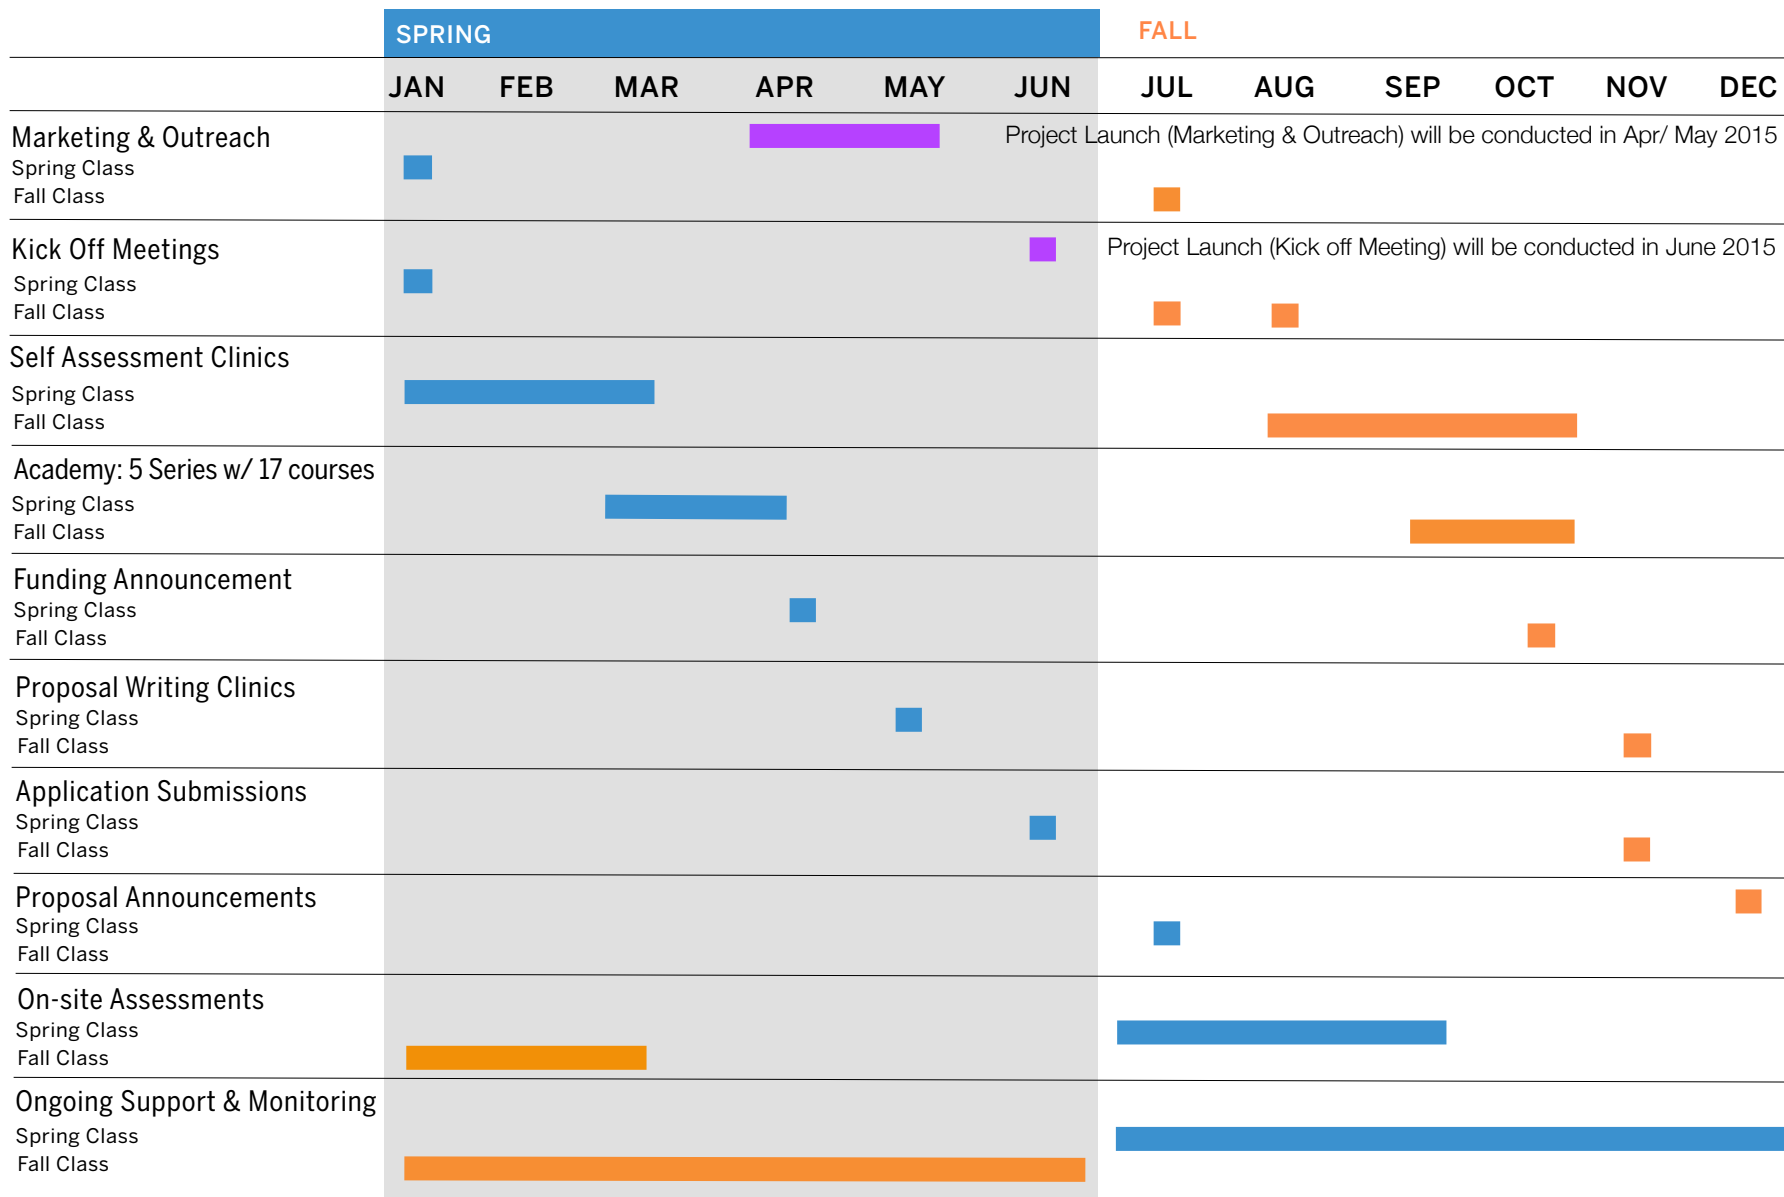 SPRING FALL
JAN FEB MAR APR MAY JUN JUL AUG SEP OCT NOV DEC
Marketing & Outreach
Project Launch (Marketing & Outreach) will be conducted in Apr/ May 2015
Spring Class
Fall Class
Kick Off Meetings
Project Launch (Kick off Meeting) will be conducted in June 2015
Spring Class
Fall Class
Self Assessment Clinics
Spring Class
Fall Class
Academy: 5 Series w/ 17 courses
Spring Class
Fall Class
Funding Announcement
Spring Class
Fall Class
Proposal Writing Clinics
Spring Class
Fall Class
Application Submissions
Spring Class
Fall Class
Proposal Announcements
Spring Class
Fall Class
On-site Assessments
Spring Class
Fall Class
Ongoing Support & Monitoring
Spring Class
Fall Class